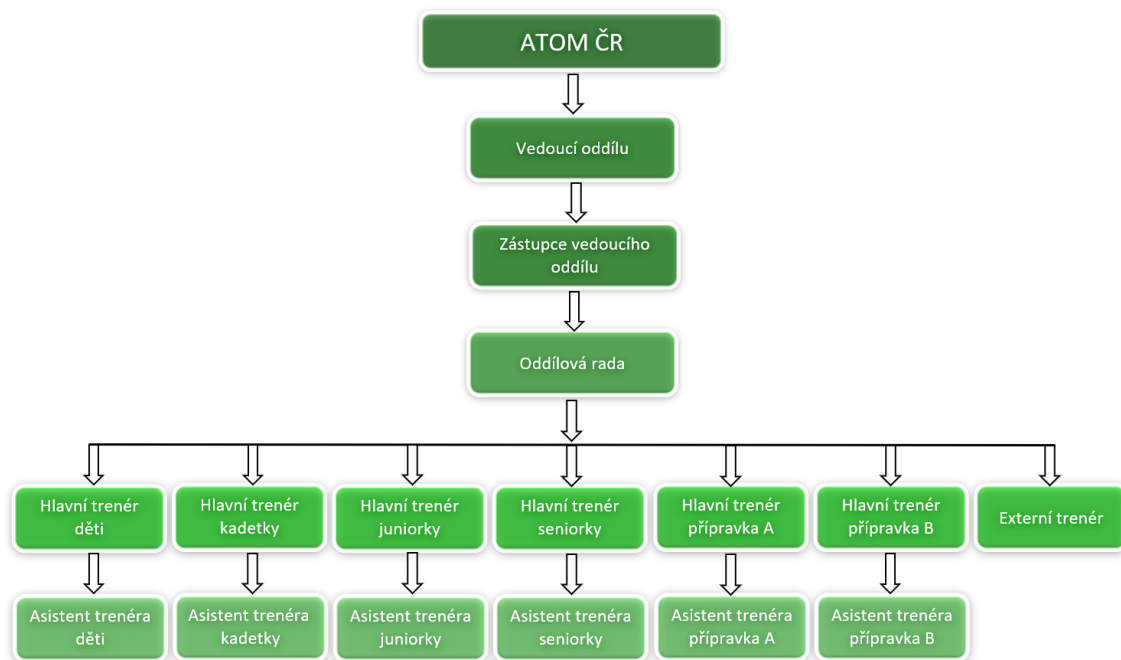 ATOM ČR
Vedoucí oddílu
Zástupce vedoucího
oddílu
Oddílová rada
Hlavní trenér
děti
Hlavní trenér
kadetky
Hlavní trenér
juniorky
Hlavní trenér
seniorky
Hlavní trenér
přípravka A
Hlavní trenér
přípravka B
Externí trenér
Asistent trenéra
děti
Asistent trenéra
kadetky
Asistent trenéra
juniorky
Asistent trenéra
seniorky
Asistent trenéra
přípravka A
Asistent trenéra
přípravka B